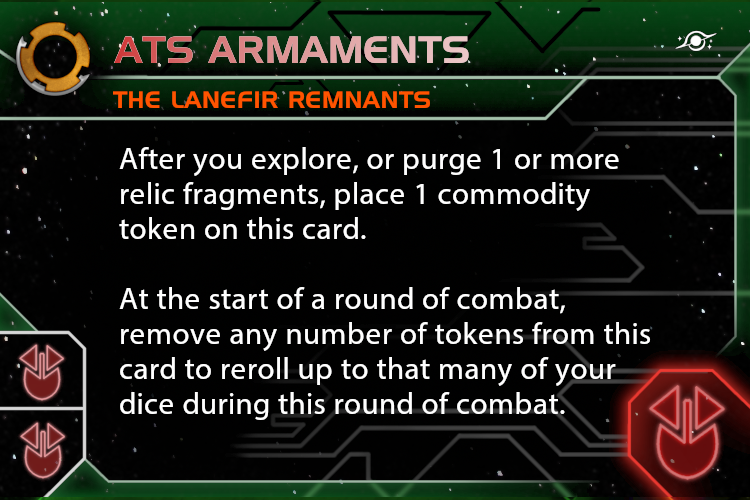 ATS ARMAMENTS
THE LANEFIR REMNANTS
After you explore, or purge 1 or more
relic fragments, place 1 commodity
token on this card.
At the start of a round of combat,
remove any number of tokens from this
card to reroll up to that many of your
dice during this round of combat.